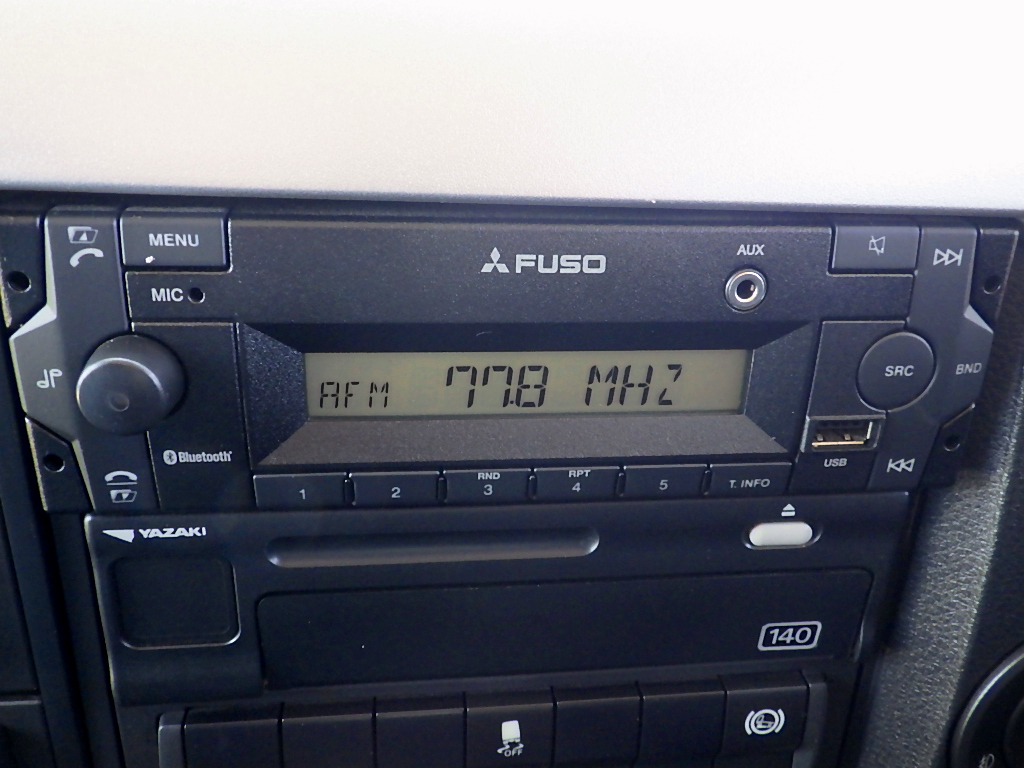 MENU
FUSO
AUX
MIC
AFM 77.8 MHZ
SRC
BND
Bluetooth
USB
1
2
RND
3
RPT
4
5
T. INFO
YAZAKI
140
OFF